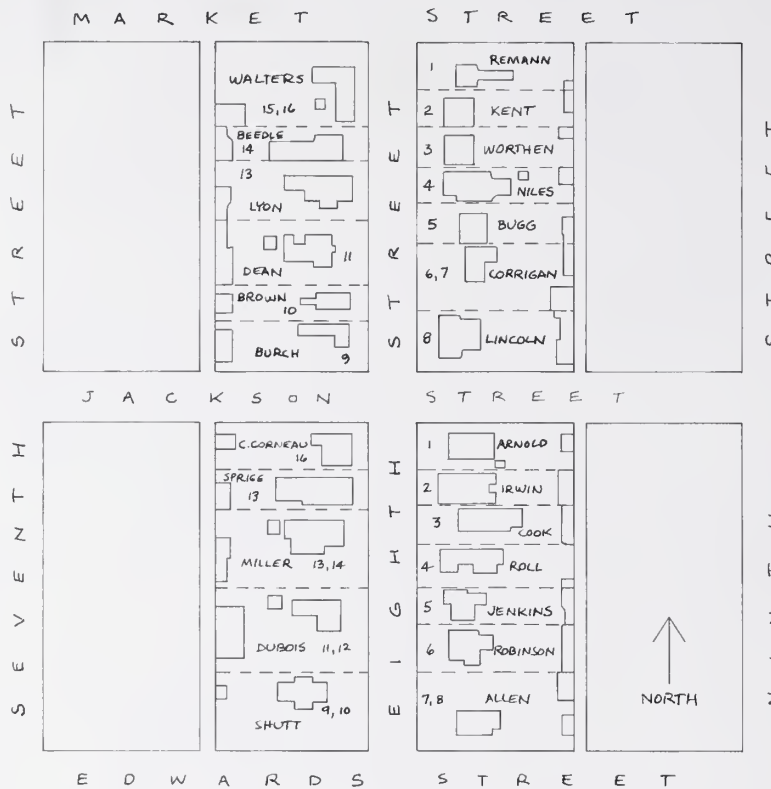 MARKET STREET
WALTERS
15,16
BEEDLE
14
13
LYON
DEAN
11
BROWN
10
BURCH
9
1
REMANN
2
KENT
3
WORTHEN
4
NILES
5
BUGG
6,7
CORRIGAN
8
LINCOLN
JACKSON STREET
C.CORNEAU
16
SPRIGG
13
MILLER
13,14
DUBOIS
11,12
9,10
SHUTT
1
ARNOLD
2
IRWIN
3
COOK
4
ROLL
5
JENKINS
6
ROBINSON
7,8
ALLEN
NORTH
EDWARDS STREET
SEVENTH STREET
EIGHTH STREET
STREET